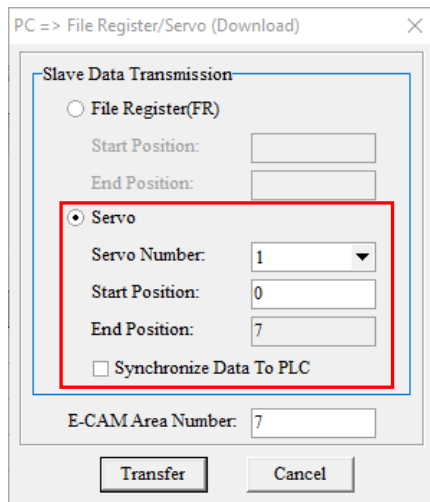 PC => File Register/Servo (Download)
Slave Data Transmission
File Register(FR)
Start Position:
End Position:
Servo
Servo Number: 1
Start Position: 0
End Position: 7
Synchronize Data To PLC
E-CAM Area Number: 7
Transfer Cancel